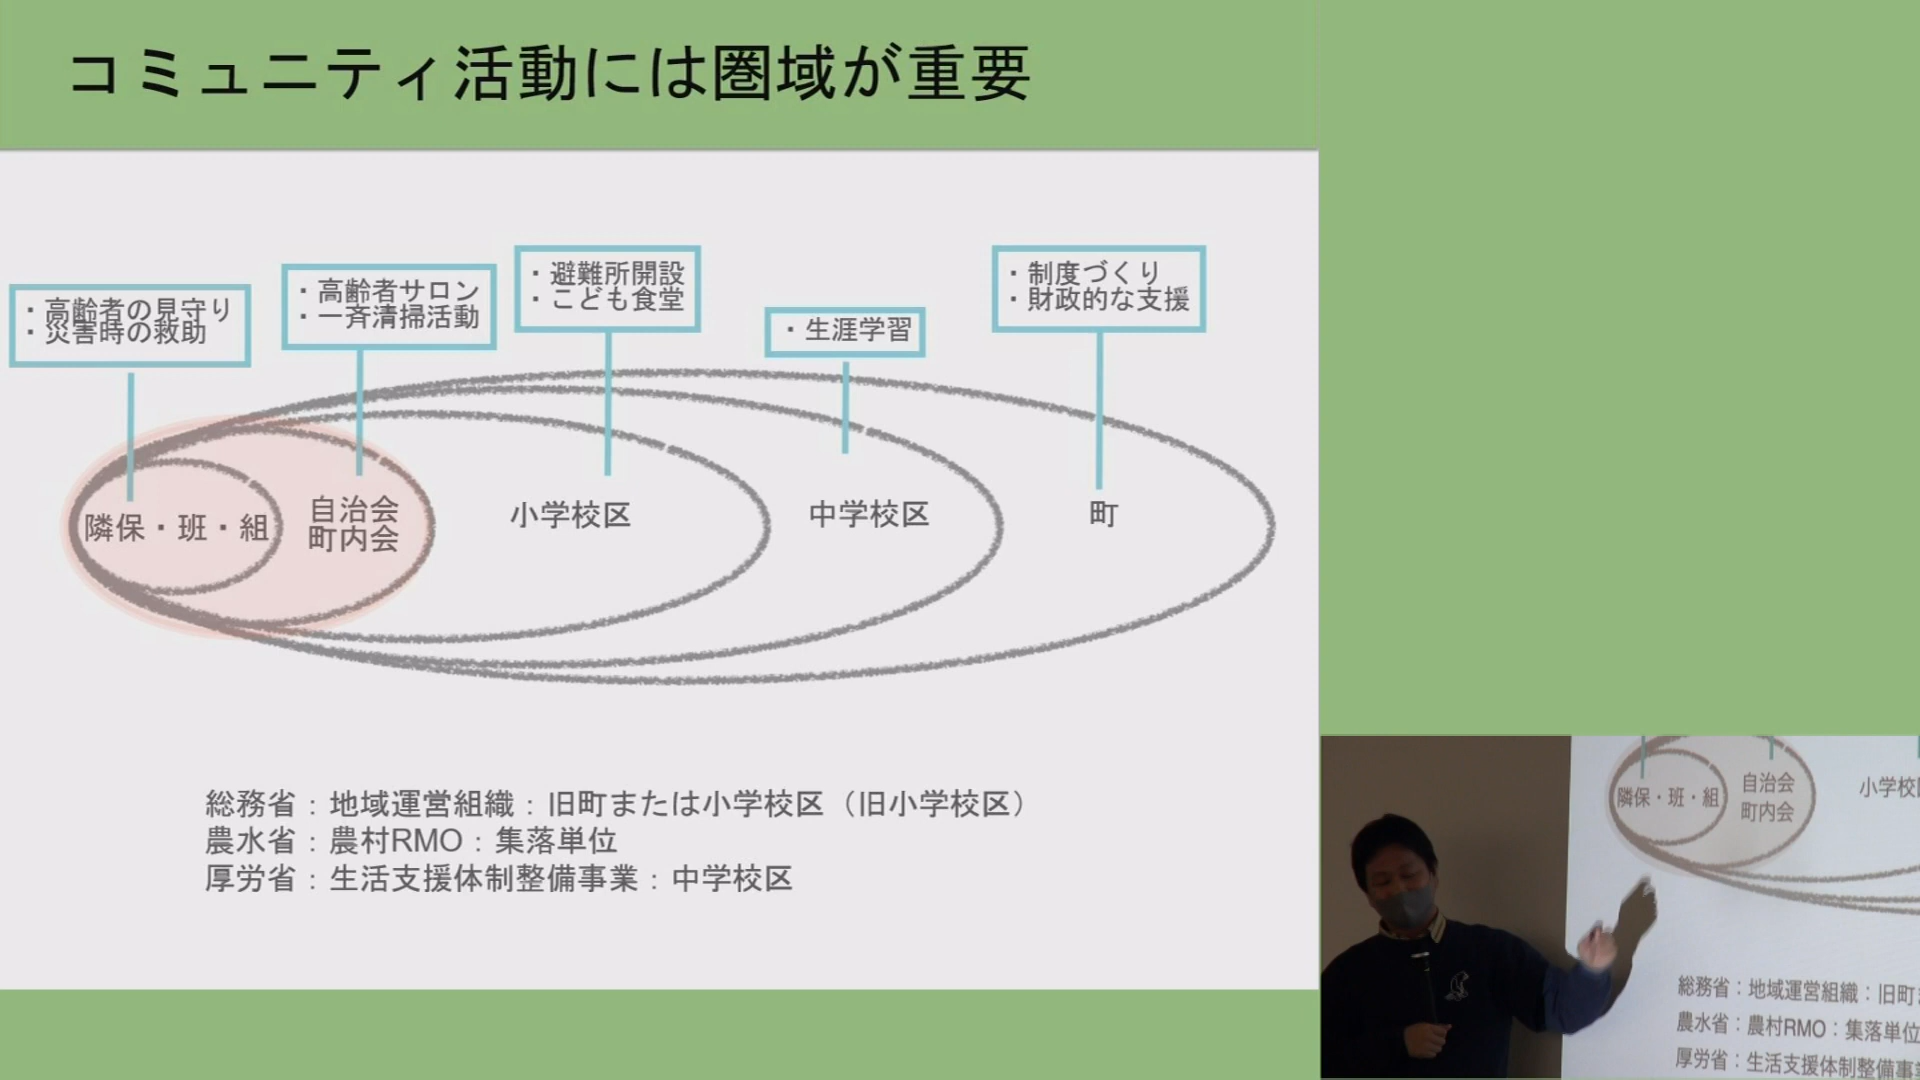 コミュニティ活動には圏域が重要
・高齢者の見守り
・災害時の救助
・高齢者サロン
・一斉清掃活動
・避難所開設
・こども食堂
・生涯学習
・制度づくり
・財政的な支援
隣保・班・組
自治会
町内会
小学校区
中学校区
町
総務省：地域運営組織：旧町または小学校区（旧小学校区）
農水省：農村RMO：集落単位
厚労省：生活支援体制整備事業：中学校区
隣保・班・組
自治会
町内会
小学校
総務省：地域運営組織：旧町
農水省：農村RMO：集落単位
厚労省：生活支援体制整備事